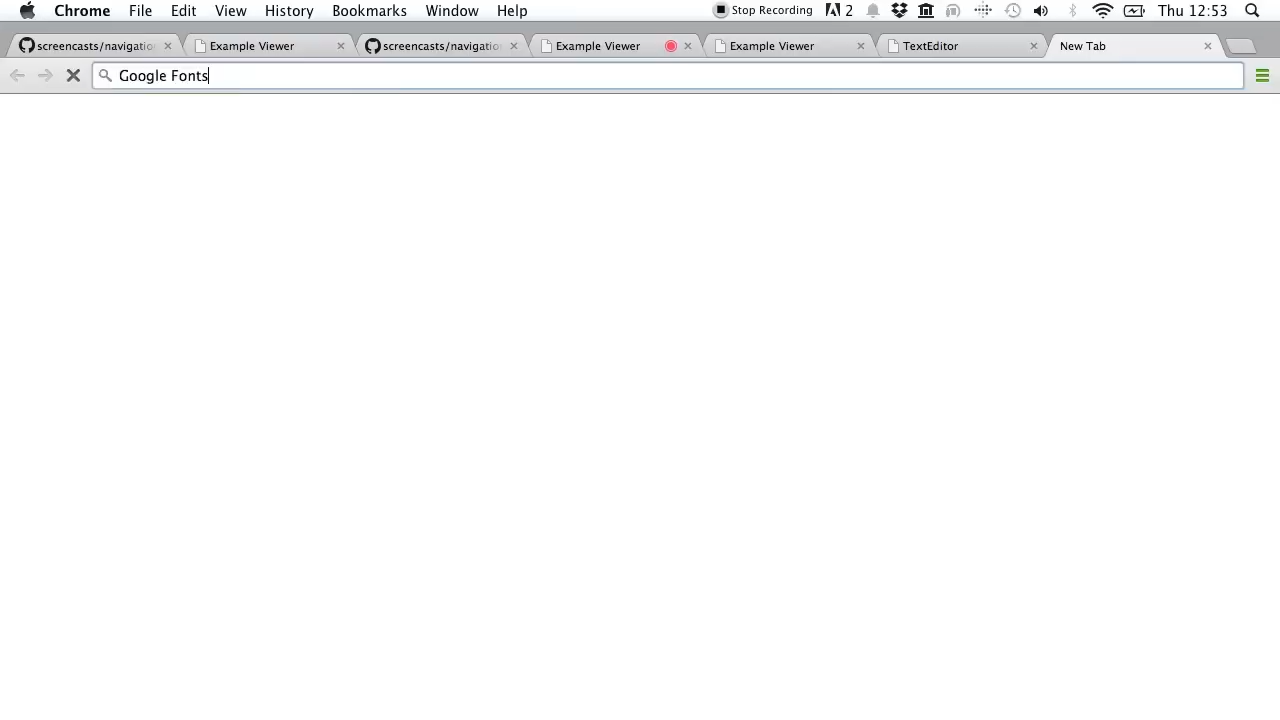 Chrome File Edit View History Bookmarks Window Help Stop Recording 2 Thu 12:53
screencasts/navigatio Example Viewer screencasts/navigatio Example Viewer Example Viewer TextEditor New Tab
Google Fonts